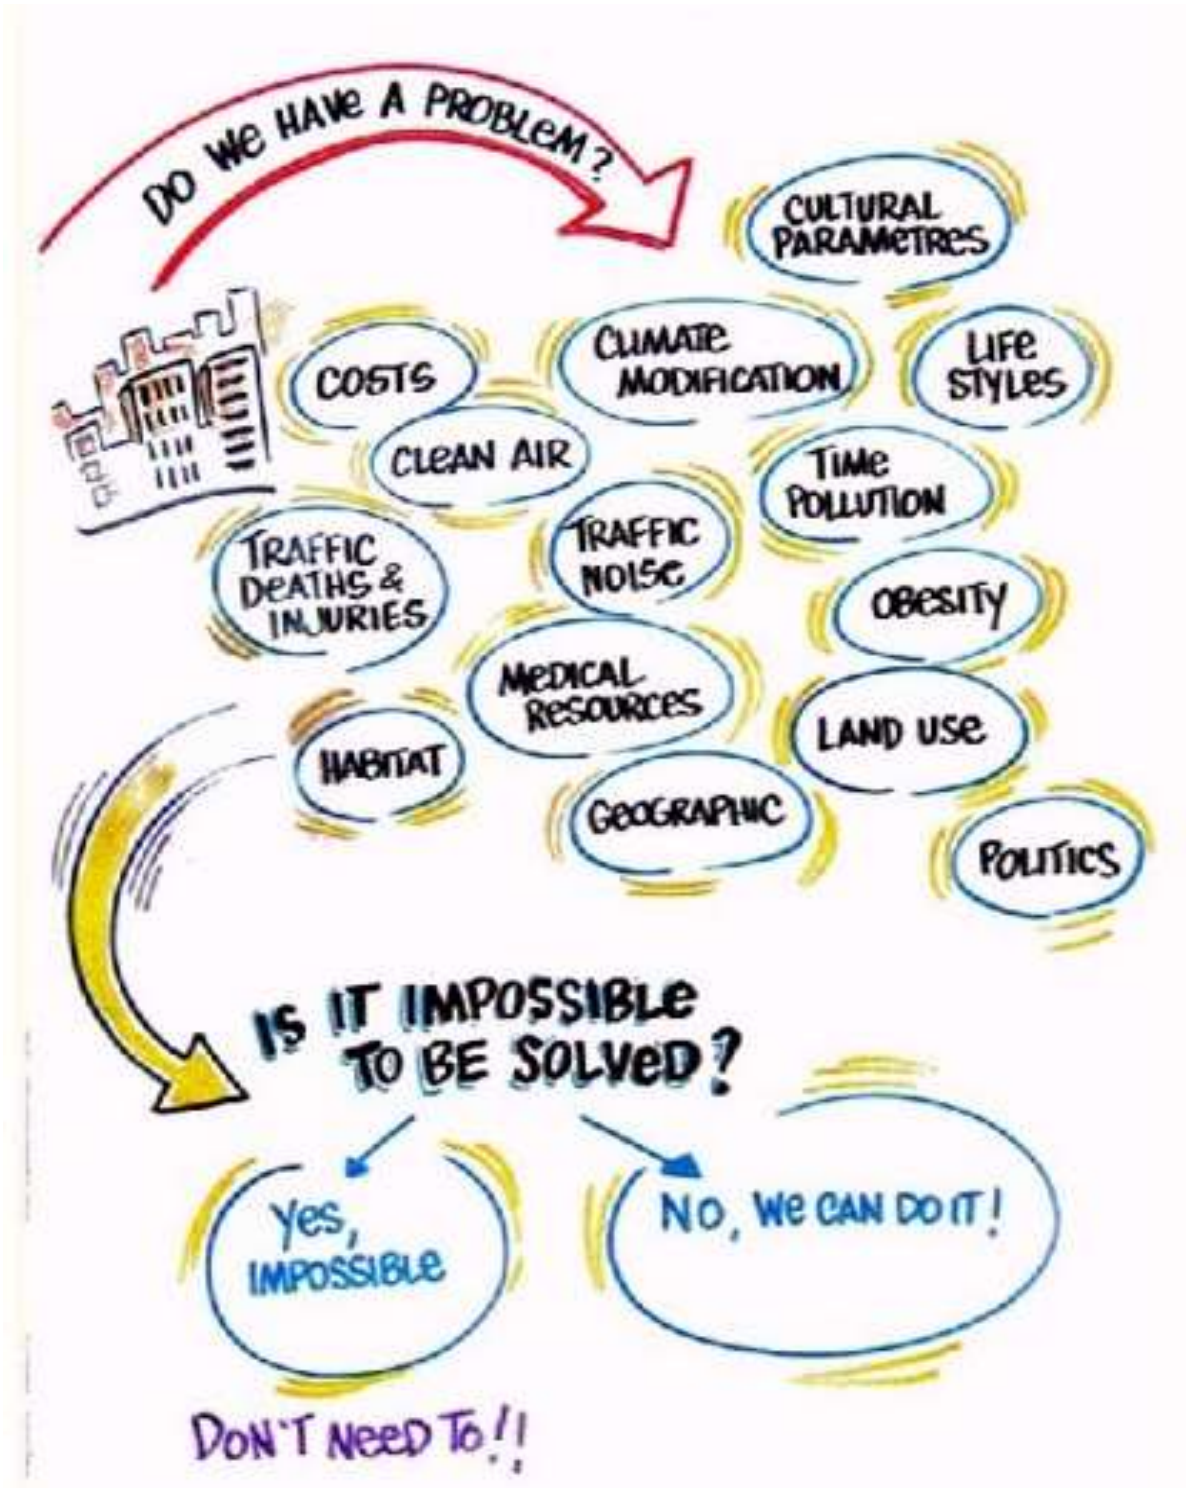 DO WE HAVE A PROBLEM?
CULTURAL
PARAMETRES
COSTS
CLIMATE
MODIFICATION
LIFE
STYLES
CLEAN AIR
TIME
POLLUTION
TRAFFIC
DEATHS &
INJURIES
TRAFFIC
NOISE
OBESITY
MEDICAL
RESOURCES
LAND USE
HABITAT
GEOGRAPHIC
POLITICS
IS IT IMPOSSIBLE
TO BE SOLVED?
Yes,
IMPOSSIBLE
NO, WE CAN DO IT!
DON'T NEED TO!!